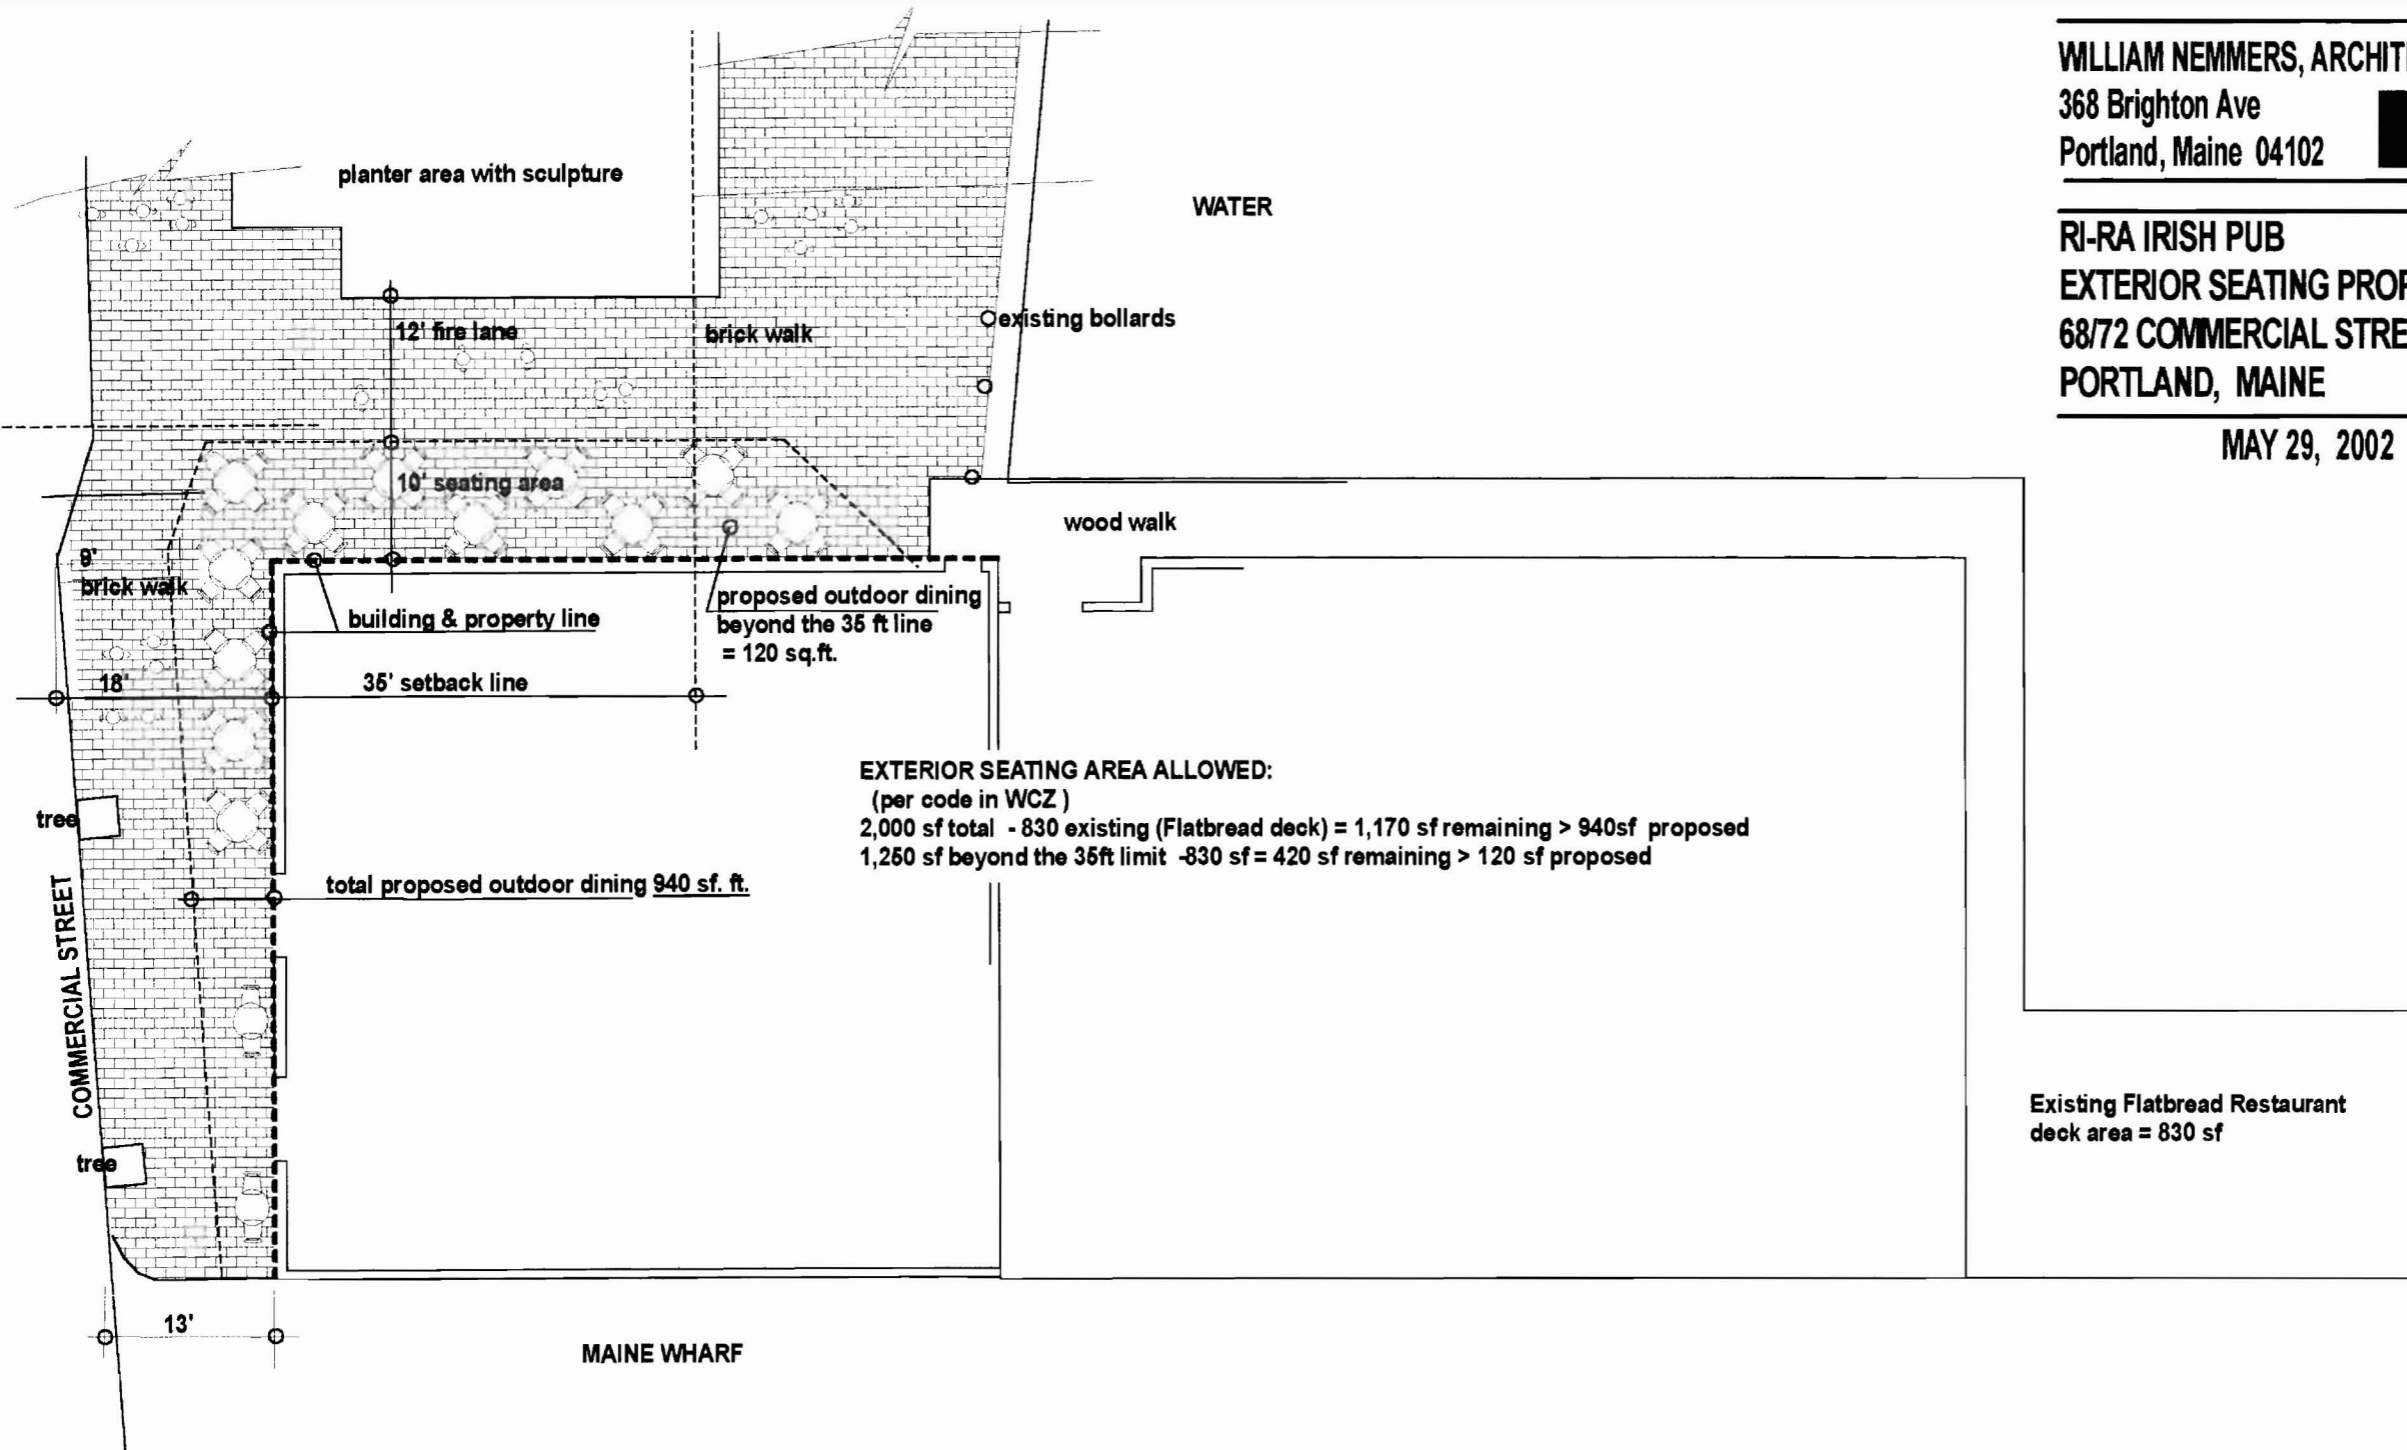 WILLIAM NEMMERS, ARCHIT
368 Brighton Ave
Portland, Maine 04102
RI-RA IRISH PUB
EXTERIOR SEATING PROP
68/72 COMMERCIAL STRE
PORTLAND, MAINE
MAY 29, 2002
planter area with sculpture
WATER
existing bollards
12' fire lane
brick walk
10' seating area
wood walk
9'
brick walk
building & property line
proposed outdoor dining
beyond the 35 ft line
= 120 sq.ft.
18'
35' setback line
EXTERIOR SEATING AREA ALLOWED:
(per code in WCZ )
2,000 sf total - 830 existing (Flatbread deck) = 1,170 sf remaining > 940sf proposed
1,250 sf beyond the 35ft limit -830 sf = 420 sf remaining > 120 sf proposed
tree
total proposed outdoor dining 940 sf. ft.
COMMERCIAL STREET
tree
Existing Flatbread Restaurant
deck area = 830 sf
13'
MAINE WHARF